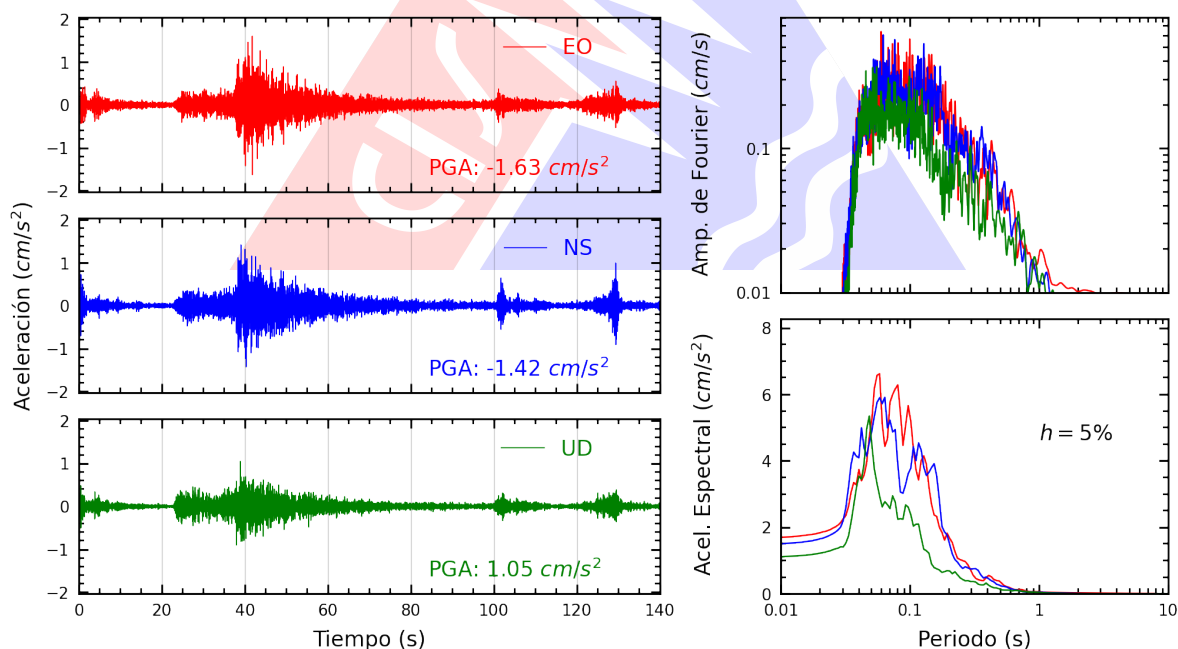 Aceleración (cm/s²)
2
1
0
−1
−2
EO
PGA: -1.63 cm/s²
2
1
0
−1
−2
NS
PGA: -1.42 cm/s²
2
1
0
−1
−2
UD
PGA: 1.05 cm/s²
0 20 40 60 80 100 120 140
Tiempo (s)
Amp. de Fourier (cm/s)
0.1
0.01
Acel. Espectral (cm/s²)
8
6
4
2
0
h = 5%
0.01 0.1 1 10
Periodo (s)